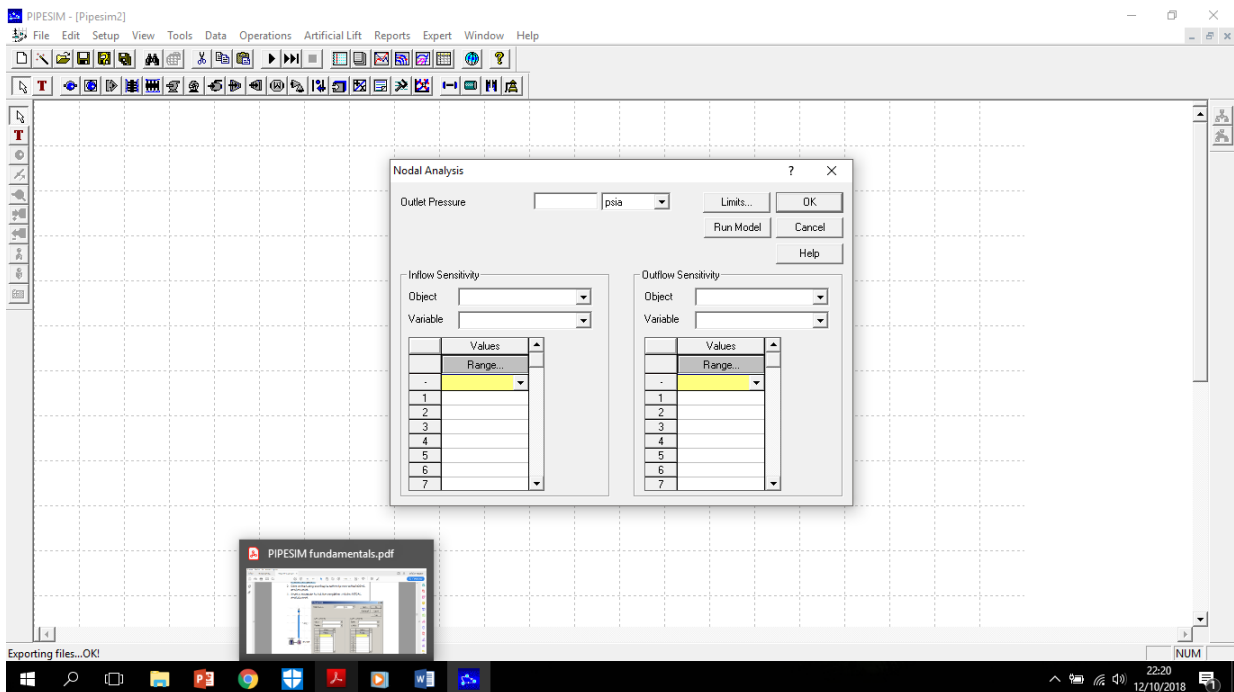 PIPESIM - [Pipesim2]
File Edit Setup View Tools Data Operations Artificial Lift Reports Expert Window Help
T
T
Nodal Analysis
?
Outlet Pressure
psia
Limits...
OK
Run Model
Cancel
Help
Inflow Sensitivity
Object
Variable
Values
Range...
-
1
2
3
4
5
6
7
Outflow Sensitivity
Object
Variable
Values
Range...
-
1
2
3
4
5
6
7
PIPESIM fundamentals.pdf
Exporting files...OK!
NUM
22:20
12/10/2018